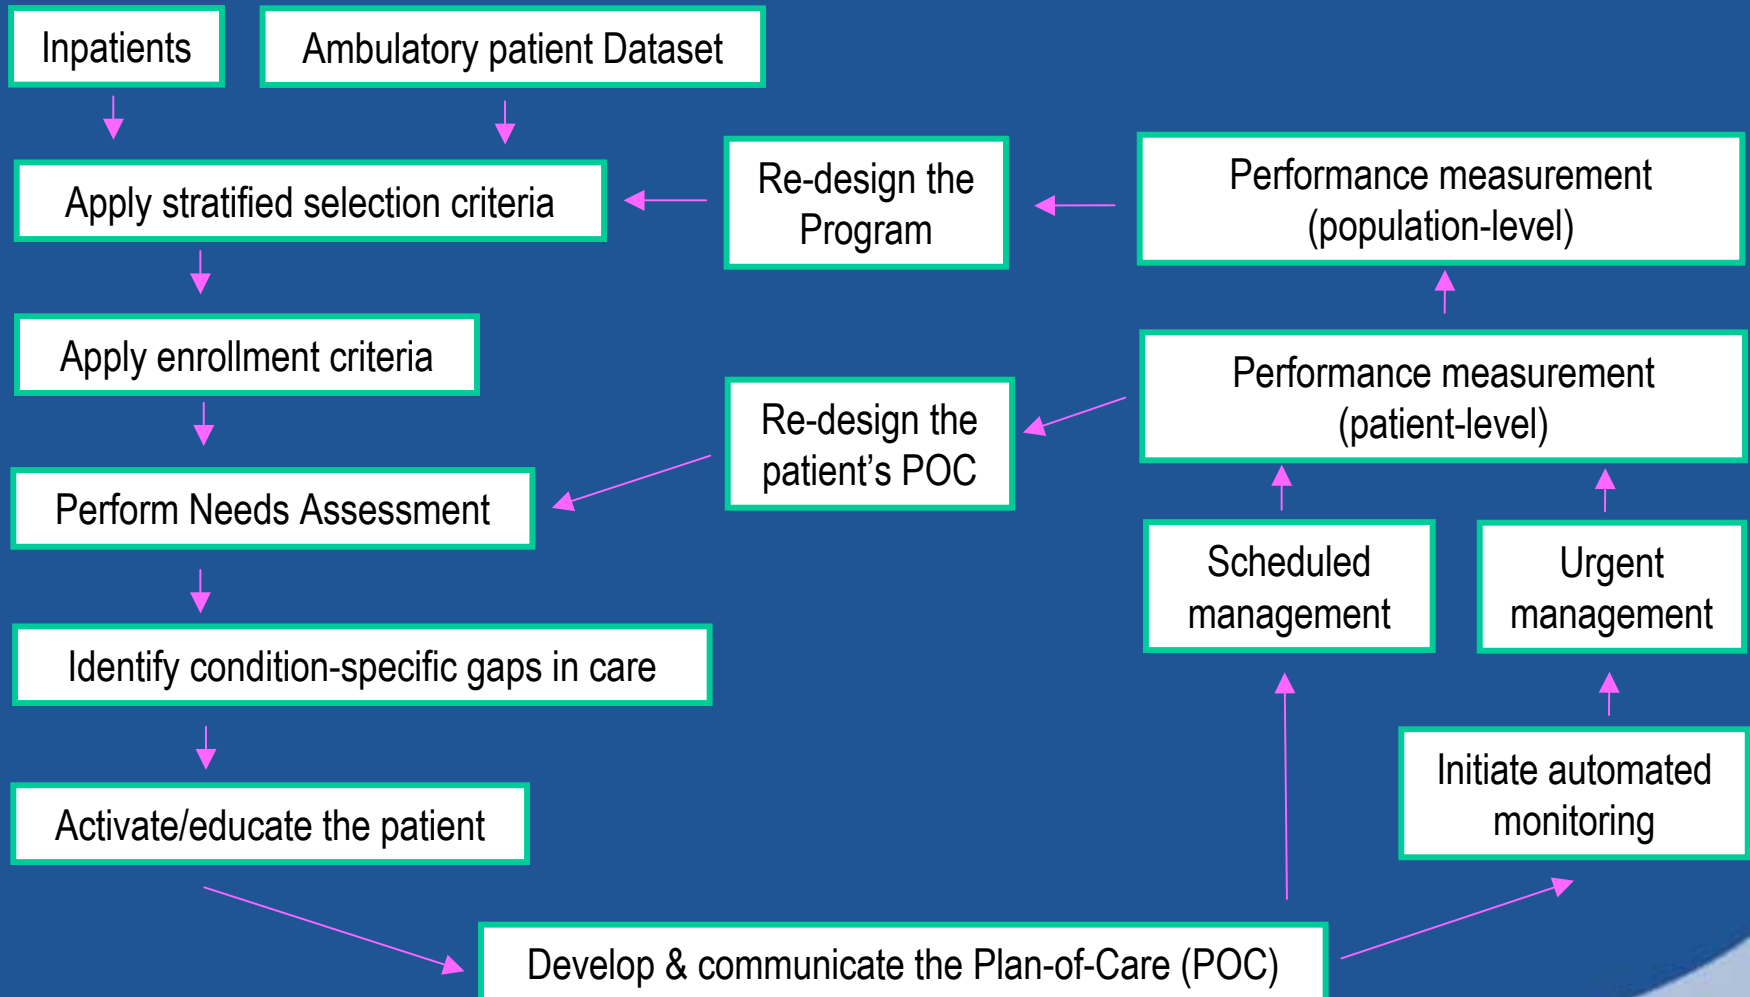 Inpatients
Ambulatory patient Dataset
Apply stratified selection criteria
Re-design the
Program
Performance measurement
(population-level)
Apply enrollment criteria
Performance measurement
(patient-level)
Re-design the
patient’s POC
Perform Needs Assessment
Scheduled
management
Urgent
management
Identify condition-specific gaps in care
Initiate automated
monitoring
Activate/educate the patient
Develop & communicate the Plan-of-Care (POC)